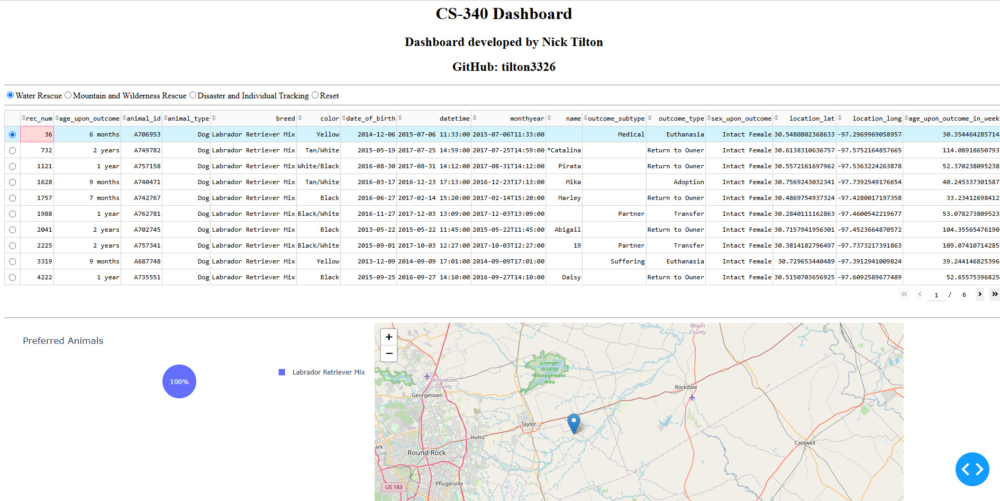 CS-340 Dashboard
Dashboard developed by Nick Tilton
GitHub: tilton3326
Water Rescue Mountain and Wilderness Rescue Disaster and Individual Tracking Reset
rec_num age_upon_outcome animal_id animal_type breed color date_of_birth datetime monthyear name outcome_subtype outcome_type sex_upon_outcome location_lat location_long age_upon_outcome_in_week
36 6 months A706953 Dog Labrador Retriever Mix Yellow 2014-12-06 2015-07-06 11:33:00 2015-07-06T11:33:00 Medical Euthanasia Intact Female 30.5480802368633 -97.2969969058957 30.354464285714
732 2 years A749782 Dog Labrador Retriever Mix Tan/White 2015-05-19 2017-07-25 14:59:00 2017-07-25T14:59:00 *Catalina Return to Owner Intact Female 30.6138310636757 -97.5752164857665 114.08918650793
1121 1 year A757158 Dog Labrador Retriever Mix White/Black 2016-08-30 2017-08-31 14:12:00 2017-08-31T14:12:00 Pirata Return to Owner Intact Female 30.5572161697962 -97.5363224263878 52.370238095238
1628 9 months A740471 Dog Labrador Retriever Mix Tan/White 2016-03-17 2016-12-23 17:13:00 2016-12-23T17:13:00 Mika Adoption Intact Female 30.7569243032341 -97.7392549176654 40.245337301587
1757 7 months A742767 Dog Labrador Retriever Mix Black 2016-06-27 2017-02-14 15:20:00 2017-02-14T15:20:00 Marley Return to Owner Intact Female 30.4869754937324 -97.4280017197358 33.23412698412
1988 1 year A762781 Dog Labrador Retriever Mix Black/White 2016-11-27 2017-12-03 13:09:00 2017-12-03T13:09:00 Partner Transfer Intact Female 30.2840111162863 -97.4600542219677 53.078273809523
2041 2 years A702745 Dog Labrador Retriever Mix Black 2013-05-22 2015-05-22 11:45:00 2015-05-22T11:45:00 Abigail Return to Owner Intact Female 30.7157941956301 -97.4523664870572 104.35565476190
2225 2 years A757341 Dog Labrador Retriever Mix Black/White 2015-09-01 2017-10-03 12:27:00 2017-10-03T12:27:00 19 Partner Transfer Intact Female 30.3814182796497 -97.7373217391863 109.07410714285
3319 9 months A687748 Dog Labrador Retriever Mix Yellow 2013-12-09 2014-09-09 17:01:00 2014-09-09T17:01:00 Suffering Euthanasia Intact Female 30.729653440489 -97.3912941009824 39.244146825396
4222 1 year A735551 Dog Labrador Retriever Mix Black 2015-09-25 2016-09-27 14:10:00 2016-09-27T14:10:00 Daisy Return to Owner Intact Female 30.5150703656925 -97.6092589677489 52.65575396825
1 / 6
Preferred Animals
100%
Labrador Retriever Mix
+
−
Milam
County
Granger
Wildlife
Management
Area
Williamson
County
Georgetown
Rockdale
Taylor
Hutto
Caldwell
ark
Round Rock
Pflugerville
US 183